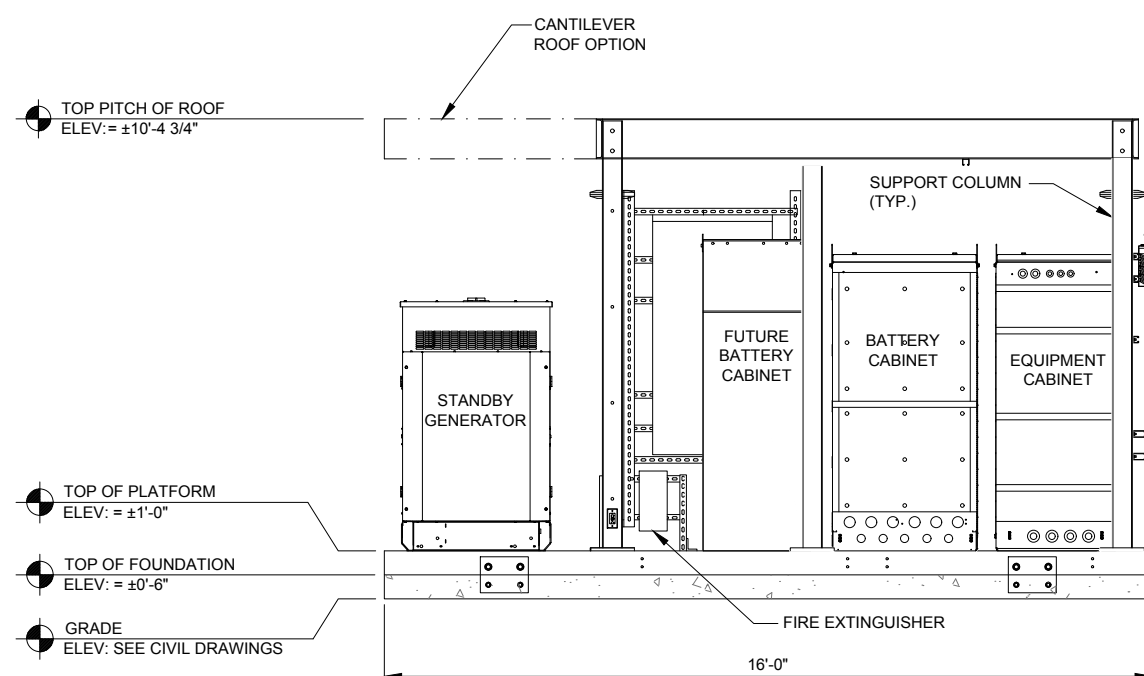 CANTILEVER
ROOF OPTION
TOP PITCH OF ROOF
ELEV:= ±10'-4 3/4"
SUPPORT COLUMN
(TYP.)
FUTURE
BATTERY
CABINET
BATTERY
CABINET
EQUIPMENT
CABINET
STANDBY
GENERATOR
TOP OF PLATFORM
ELEV: = ±1'-0"
TOP OF FOUNDATION
ELEV: = ±0'-6"
GRADE
ELEV: SEE CIVIL DRAWINGS
FIRE EXTINGUISHER
16'-0"